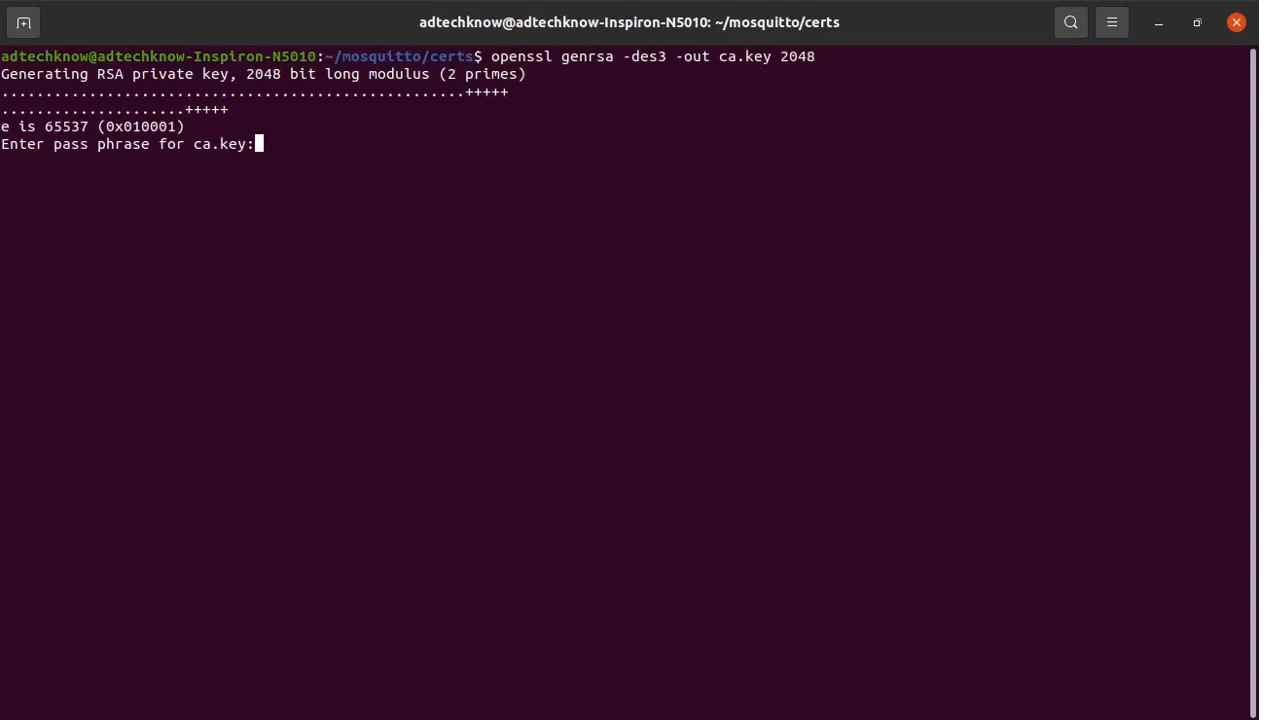 adtechknow@adtechknow-Inspiron-N5010: ~/mosquitto/certs
adtechknow@adtechknow-Inspiron-N5010:~/mosquitto/certs$ openssl genrsa -des3 -out ca.key 2048
Generating RSA private key, 2048 bit long modulus (2 primes)
.....................................................+++++
.....................+++++
e is 65537 (0x010001)
Enter pass phrase for ca.key: